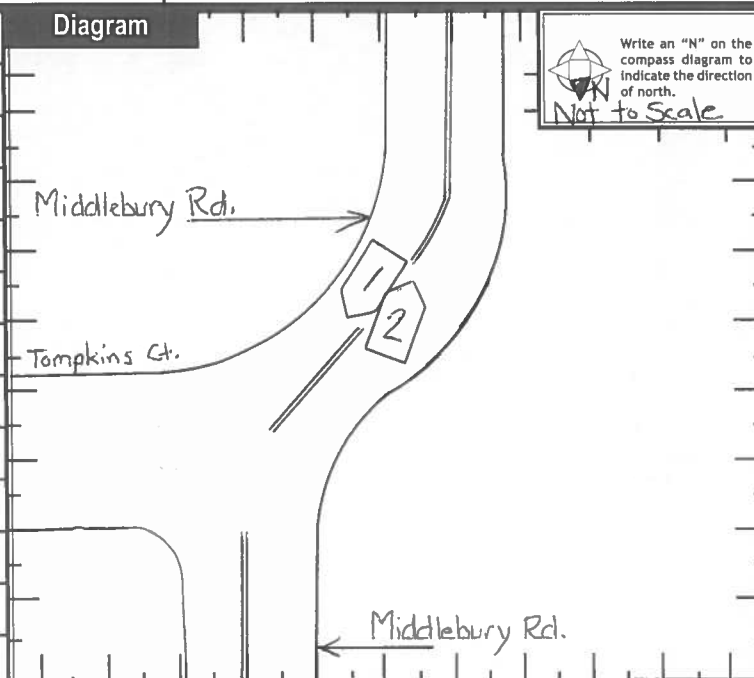 Diagram
Write an "N" on the
compass diagram to
indicate the direction
of north.
N
Not to Scale
Middlebury Rd.
1
2
Tompkins Ct.
Middlebury Rd.